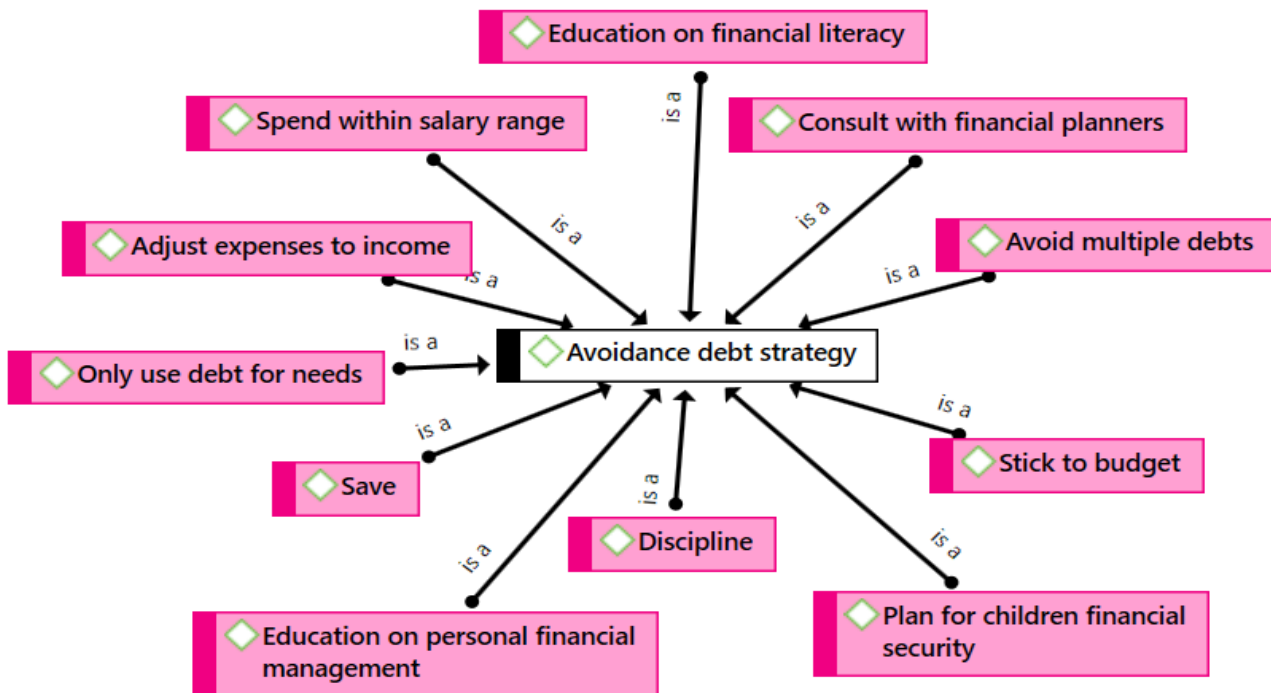 Education on financial literacy
is a
Spend within salary range
is a
Consult with financial planners
is a
Adjust expenses to income
is a
Avoid multiple debts
is a
Only use debt for needs
is a
Avoidance debt strategy
Save
is a
Stick to budget
is a
Discipline
is a
Education on personal financial
management
is a
Plan for children financial
security
is a